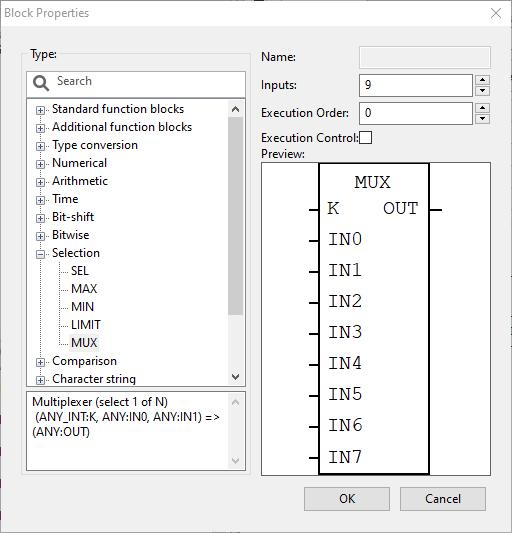 Block Properties
Type:
Search
Standard function blocks
Additional function blocks
Type conversion
Numerical
Arithmetic
Time
Bit-shift
Bitwise
Selection
SEL
MAX
MIN
LIMIT
MUX
Comparison
Character string
Multiplexer (select 1 of N)
(ANY_INT:K, ANY:IN0, ANY:IN1) =>
(ANY:OUT)
Name:
Inputs: 9
Execution Order: 0
Execution Control:
Preview:
MUX
K OUT
IN0
IN1
IN2
IN3
IN4
IN5
IN6
IN7
OK Cancel